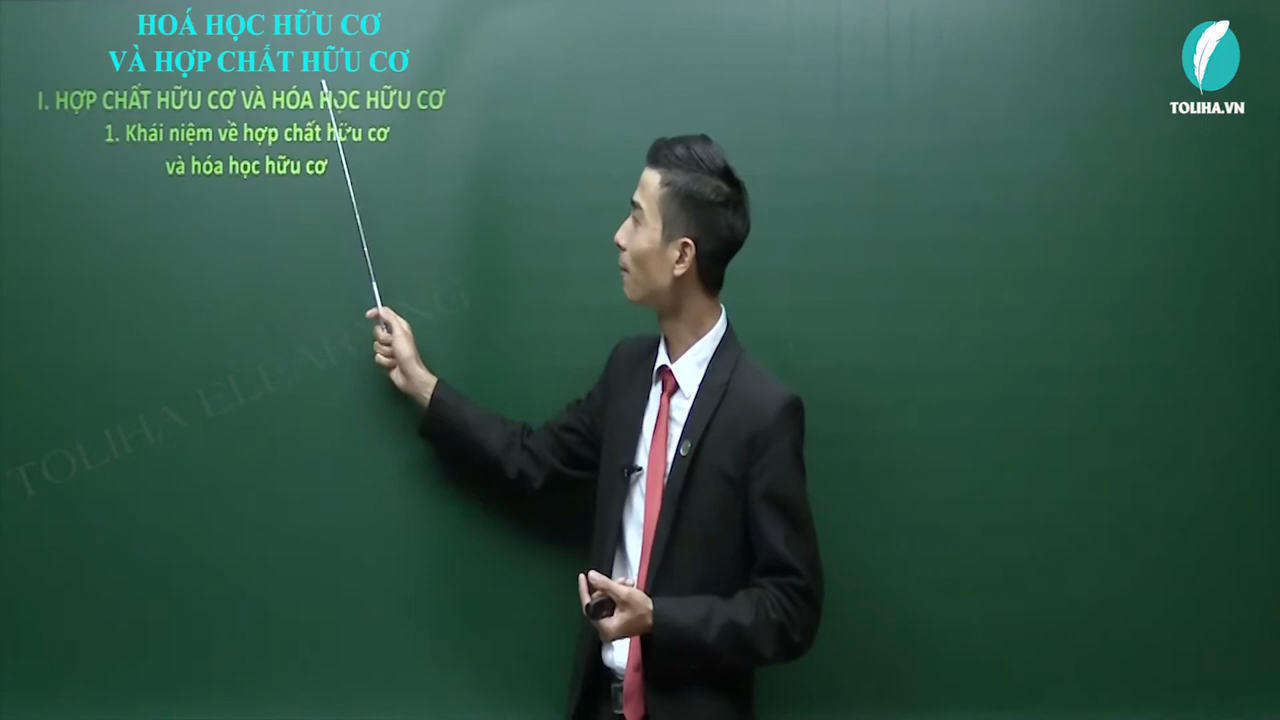 HOÁ HỌC HỮU CƠ
VÀ HỢP CHẤT HỮU CƠ
I. HỢP CHẤT HỮU CƠ VÀ HÓA HỌC HỮU CƠ
1. Khái niệm về hợp chất hữu cơ
và hóa học hữu cơ
TOLIHA.VN
TOLIHA ELEARNING